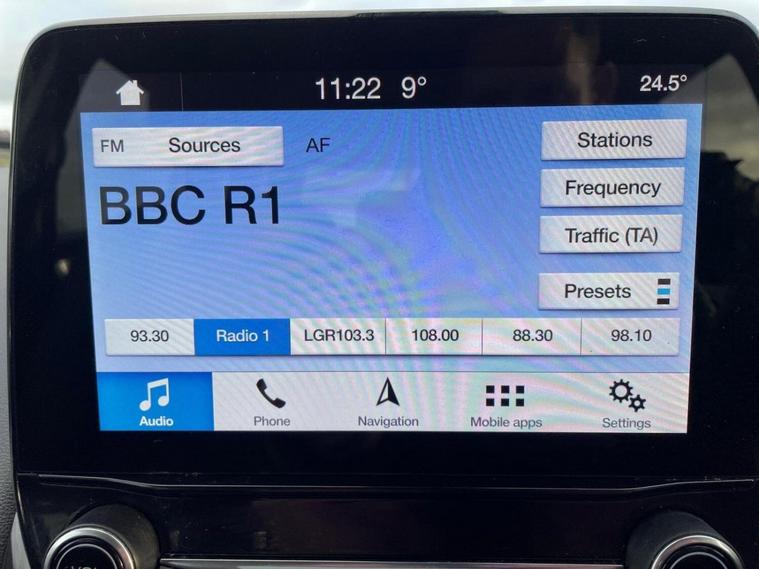 11:22 9° 24.5°
FM Sources AF Stations
BBC R1
Frequency
Traffic (TA)
Presets
93.30 Radio 1 LGR103.3 108.00 88.30 98.10
Audio Phone Navigation Mobile apps Settings